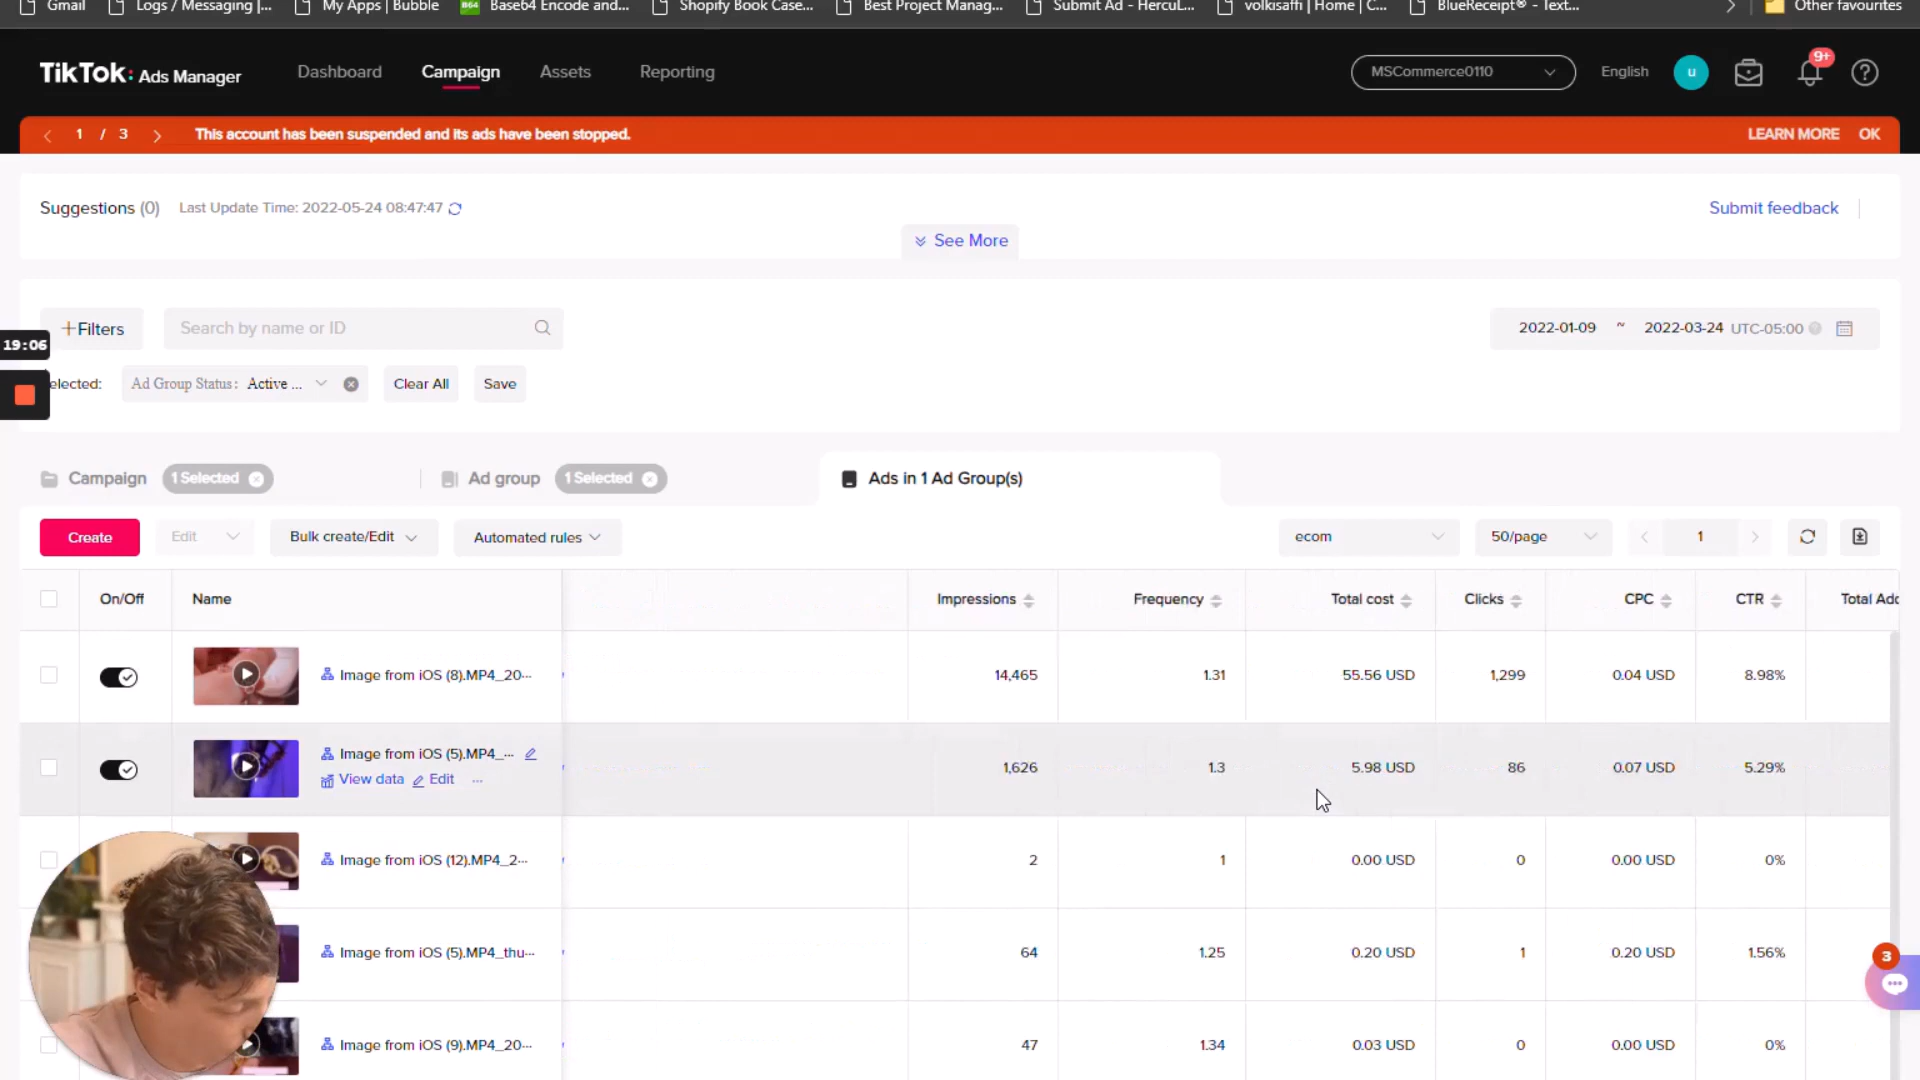 Gmail Logs / Messaging |... My Apps | Bubble B64 Base64 Encode and... Shopify Book Case... Best Project Manag... Submit Ad - HercuL... volkisaffi | Home | C... BlueReceipt® - Text... Other favourites
TikTok: Ads Manager Dashboard Campaign Assets Reporting MSCommerce0110 English u 9+
1 / 3 This account has been suspended and its ads have been stopped. LEARN MORE OK
Suggestions (0) Last Update Time: 2022-05-24 08:47:47 Submit feedback
See More
+Filters Search by name or ID 2022-01-09 ~ 2022-03-24 UTC-05:00
19:06
elected: Ad Group Status: Active ... Clear All Save
Campaign 1 Selected Ad group 1 Selected Ads in 1 Ad Group(s)
Create Edit Bulk create/Edit Automated rules ecom 50/page 1
On/Off Name Impressions Frequency Total cost Clicks CPC CTR Total Adc
Image from iOS (8).MP4_20... 14,465 1.31 55.56 USD 1,299 0.04 USD 8.98%
Image from iOS (5).MP4_... 1,626 1.3 5.98 USD 86 0.07 USD 5.29%
View data Edit ...
Image from iOS (12).MP4_2... 2 1 0.00 USD 0 0.00 USD 0%
Image from iOS (5).MP4_thu... 64 1.25 0.20 USD 1 0.20 USD 1.56%
3
Image from iOS (9).MP4_20... 47 1.34 0.03 USD 0 0.00 USD 0%